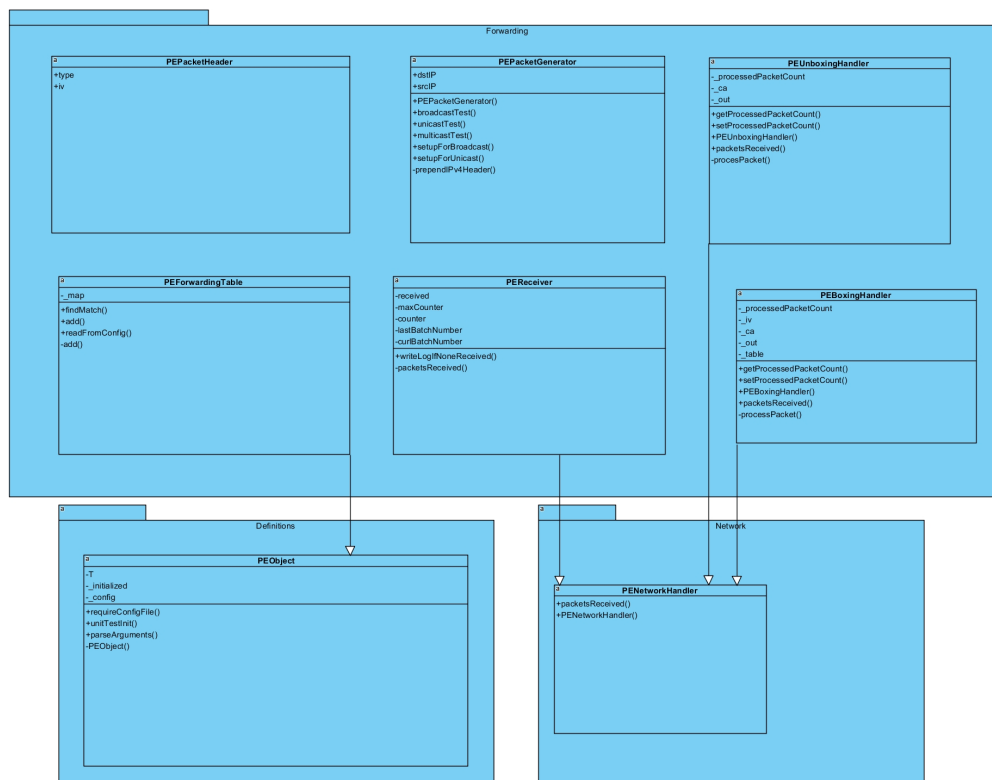 Forwarding
PEPacketHeader
+type
+iv
PEPacketGenerator
+dstIP
+srcIP
+PEPacketGenerator()
+broadcastTest()
+unicastTest()
+multicastTest()
+setupForBroadcast()
+setupForUnicast()
-prependIPv4Header()
PEUnboxingHandler
-_processedPacketCount
-_ca
-_out
+getProcessedPacketCount()
+setProcessedPacketCount()
+PEUnboxingHandler()
+packetsReceived()
-procesPacket()
PEForwardingTable
-_map
+findMatch()
+add()
+readFromConfig()
-add()
PEReceiver
-received
-maxCounter
-counter
-lastBatchNumber
-curlBatchNumber
+writeLogIfNoneReceived()
-packetsReceived()
PEBoxingHandler
-_processedPacketCount
-_iv
-_ca
-_out
-_table
+getProcessedPacketCount()
+setProcessedPacketCount()
+PEBoxingHandler()
+packetsReceived()
-processPacket()
Definitions
PEObject
-T
-_initialized
-_config
+requireConfigFile()
+unitTestInit()
+parseArguments()
-PEObject()
Network
PENetworkHandler
+packetsReceived()
+PENetworkHandler()